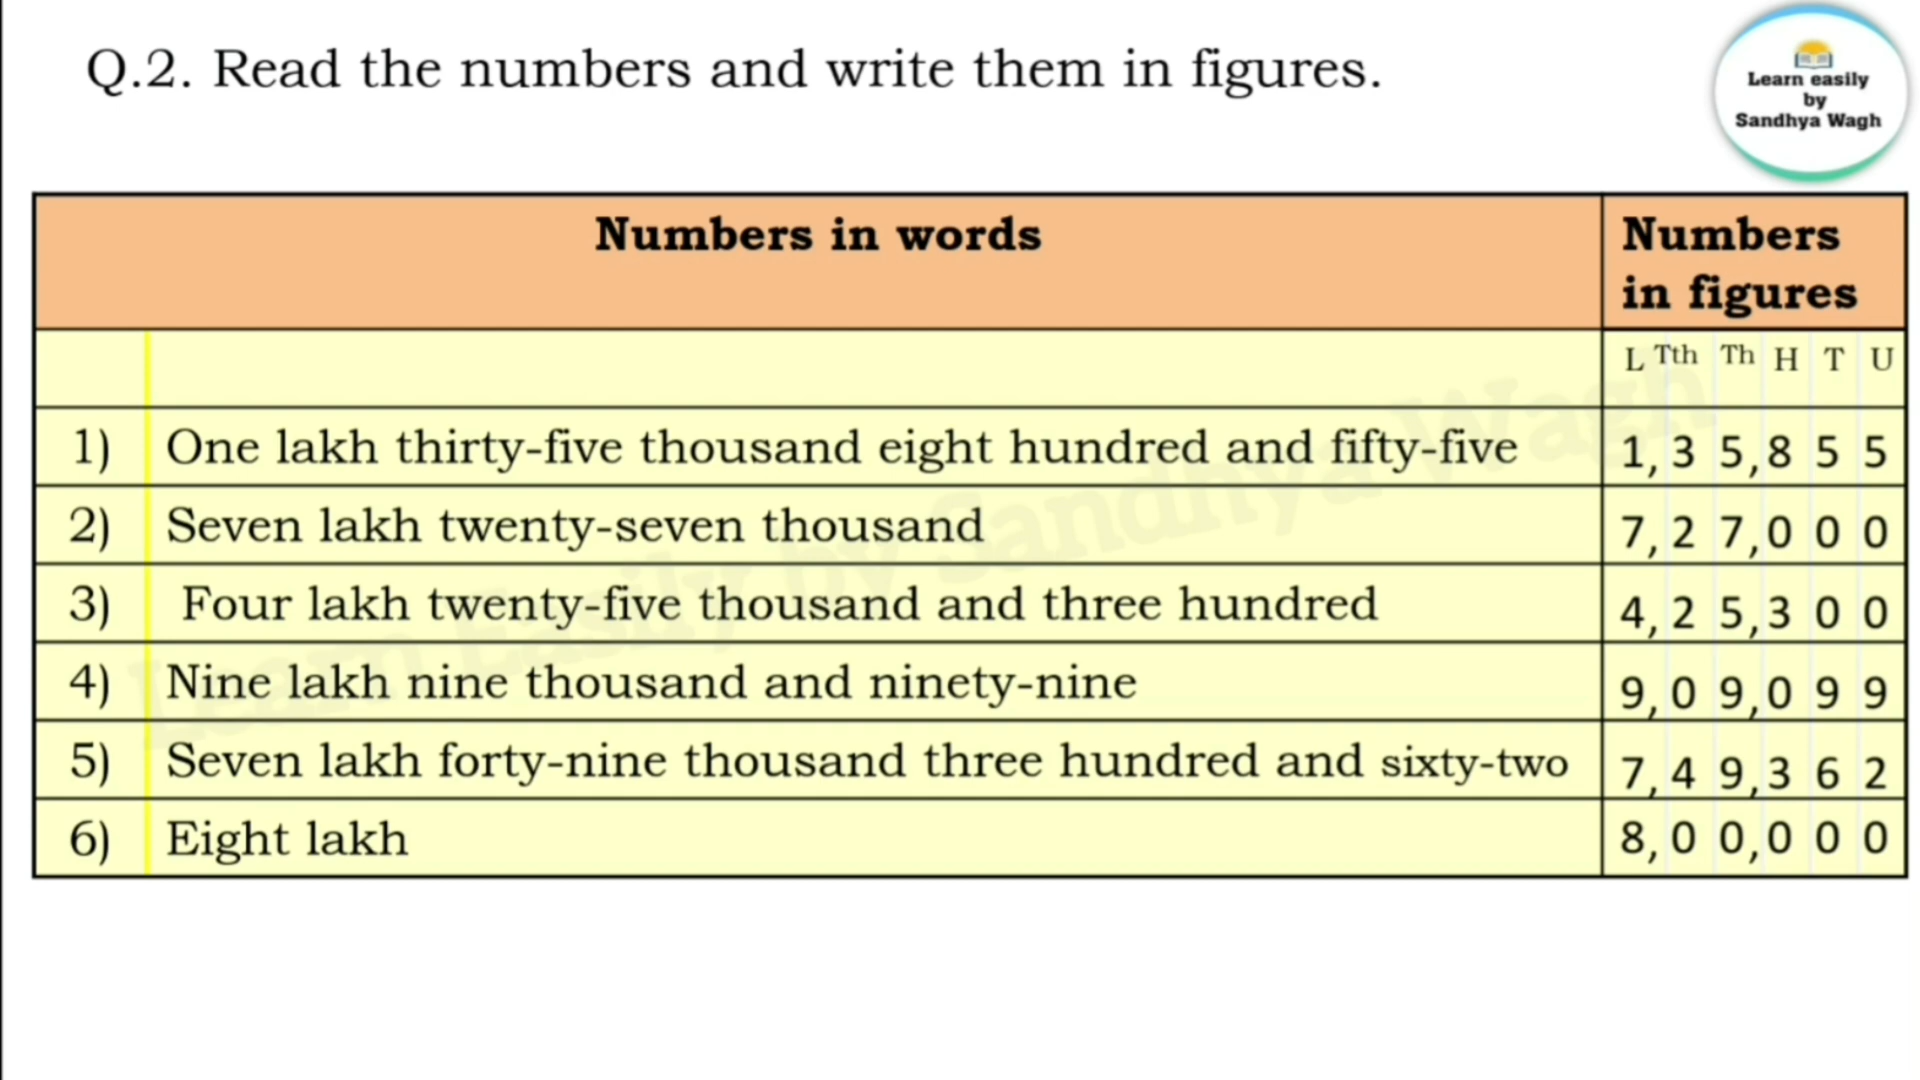 Q.2. Read the numbers and write them in figures.
Learn easily
by
Sandhya Wagh
Numbers in words
Numbers
in figures
L Tth Th H T U
1) One lakh thirty-five thousand eight hundred and fifty-five 1,3 5,8 5 5
2) Seven lakh twenty-seven thousand 7,2 7,0 0 0
3) Four lakh twenty-five thousand and three hundred 4,2 5,3 0 0
4) Nine lakh nine thousand and ninety-nine 9,0 9,0 9 9
5) Seven lakh forty-nine thousand three hundred and sixty-two 7,4 9,3 6 2
6) Eight lakh 8,0 0,0 0 0
Learn Easily by Sandhya Wagh